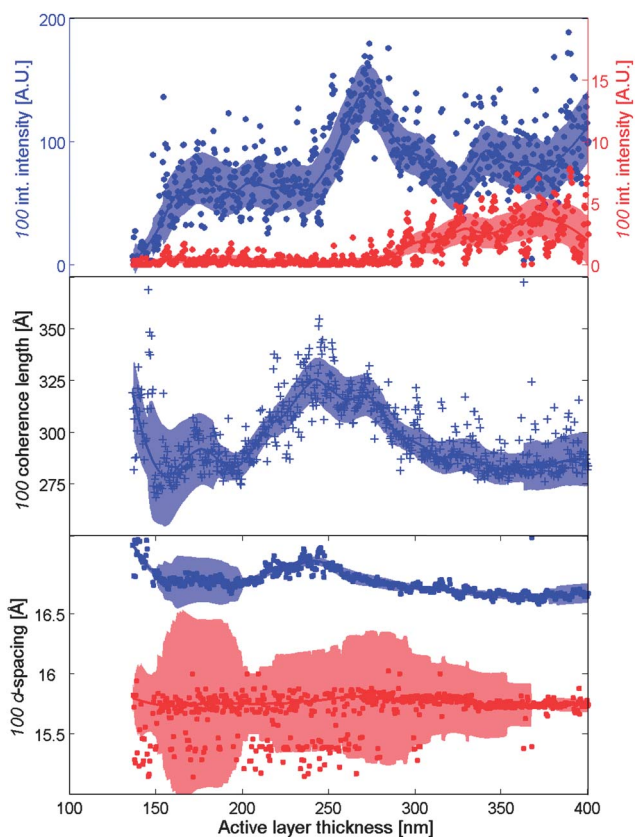 200
100
0
100 int. intensity [A.U.]
15
10
5
0
100 int. intensity [A.U.]
350
325
300
275
100 coherence length [Å]
16.5
16
15.5
100 d-spacing [Å]
100 150 200 250 300 350 400
Active layer thickness [nm]